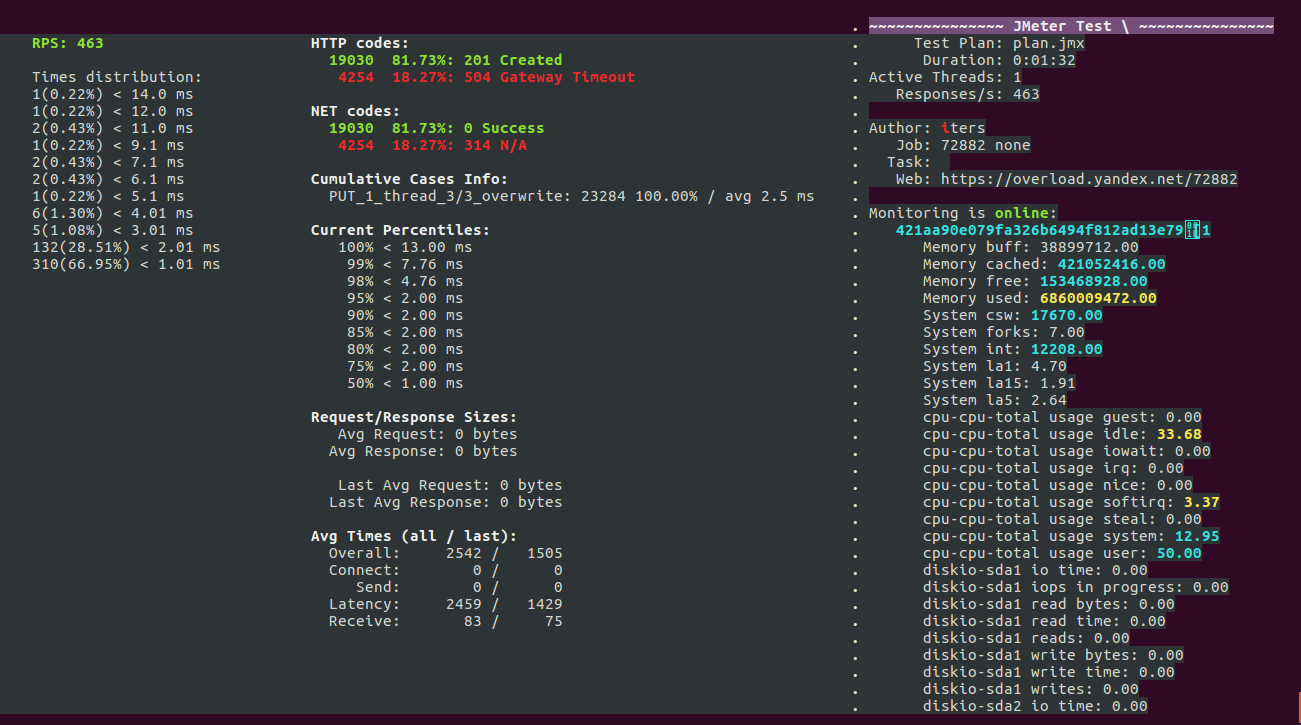 RPS: 463
Times distribution:
1(0.22%) < 14.0 ms
1(0.22%) < 12.0 ms
2(0.43%) < 11.0 ms
1(0.22%) < 9.1 ms
2(0.43%) < 7.1 ms
2(0.43%) < 6.1 ms
1(0.22%) < 5.1 ms
6(1.30%) < 4.01 ms
5(1.08%) < 3.01 ms
132(28.51%) < 2.01 ms
310(66.95%) < 1.01 ms
HTTP codes:
19030 81.73%: 201 Created
4254 18.27%: 504 Gateway Timeout
NET codes:
19030 81.73%: 0 Success
4254 18.27%: 314 N/A
Cumulative Cases Info:
PUT_1_thread_3/3_overwrite: 23284 100.00% / avg 2.5 ms
Current Percentiles:
100% < 13.00 ms
99% < 7.76 ms
98% < 4.76 ms
95% < 2.00 ms
90% < 2.00 ms
85% < 2.00 ms
80% < 2.00 ms
75% < 2.00 ms
50% < 1.00 ms
Request/Response Sizes:
Avg Request: 0 bytes
Avg Response: 0 bytes
Last Avg Request: 0 bytes
Last Avg Response: 0 bytes
Avg Times (all / last):
Overall: 2542 / 1505
Connect: 0 / 0
Send: 0 / 0
Latency: 2459 / 1429
Receive: 83 / 75
. ~~~~~~~~~~~~~~~ JMeter Test \ ~~~~~~~~~~~~~~~
. Test Plan: plan.jmx
. Duration: 0:01:32
. Active Threads: 1
. Responses/s: 463
.
. Author: iters
. Job: 72882 none
. Task:
. Web: https://overload.yandex.net/72882
.
. Monitoring is online:
. 421aa90e079fa326b6494f812ad13e79 1
. Memory buff: 38899712.00
. Memory cached: 421052416.00
. Memory free: 153468928.00
. Memory used: 6860009472.00
. System csw: 17670.00
. System forks: 7.00
. System int: 12208.00
. System la1: 4.70
. System la15: 1.91
. System la5: 2.64
. cpu-cpu-total usage guest: 0.00
. cpu-cpu-total usage idle: 33.68
. cpu-cpu-total usage iowait: 0.00
. cpu-cpu-total usage irq: 0.00
. cpu-cpu-total usage nice: 0.00
. cpu-cpu-total usage softirq: 3.37
. cpu-cpu-total usage steal: 0.00
. cpu-cpu-total usage system: 12.95
. cpu-cpu-total usage user: 50.00
. diskio-sda1 io time: 0.00
. diskio-sda1 iops in progress: 0.00
. diskio-sda1 read bytes: 0.00
. diskio-sda1 read time: 0.00
. diskio-sda1 reads: 0.00
. diskio-sda1 write bytes: 0.00
. diskio-sda1 write time: 0.00
. diskio-sda1 writes: 0.00
. diskio-sda2 io time: 0.00